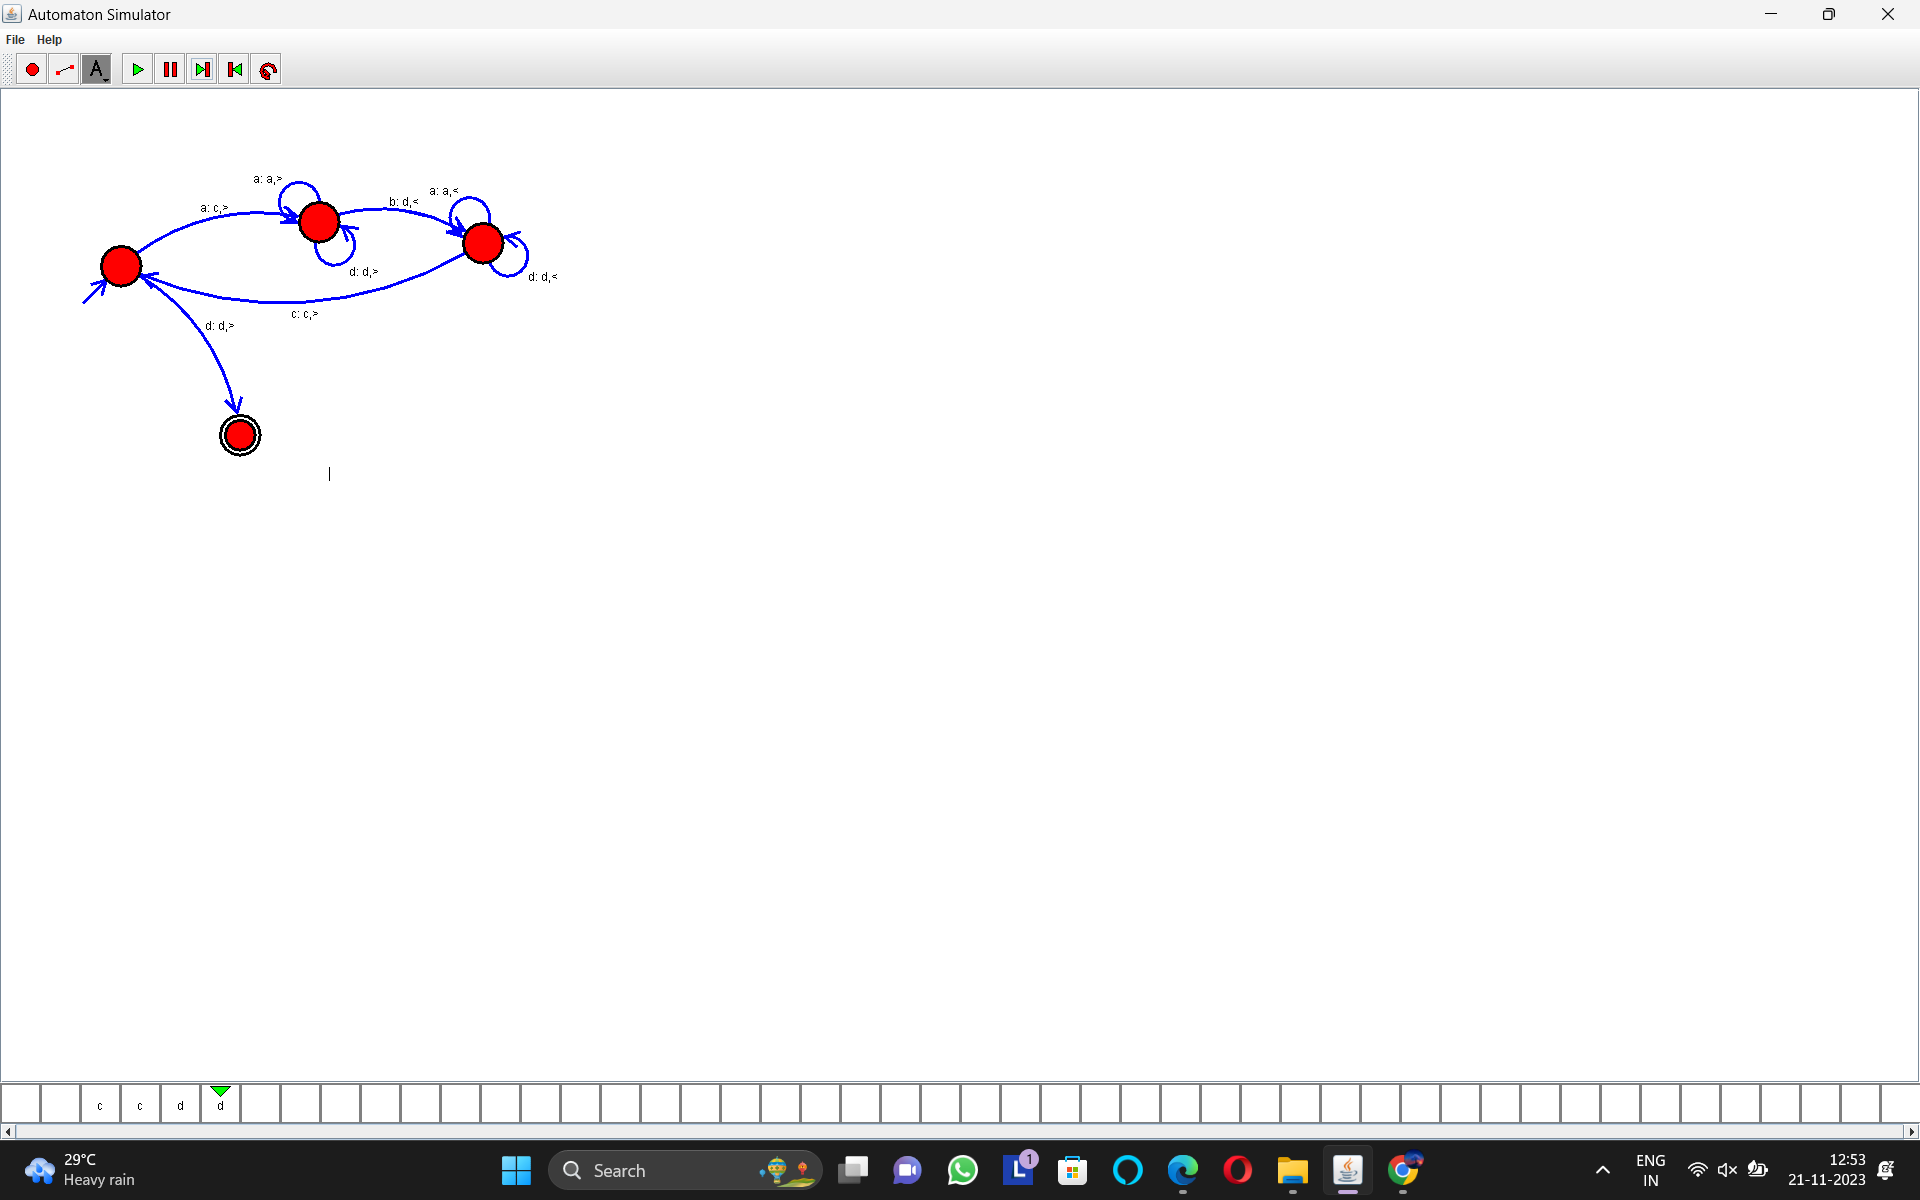 Automaton Simulator
File Help
A
a: a,>
a: a,<
b: d,<
a: c,>
d: d,>
d: d,<
c: c,>
d: d,>
c c d d
29°C
Heavy rain
Search
L 1
ENG
IN
12:53
21-11-2023